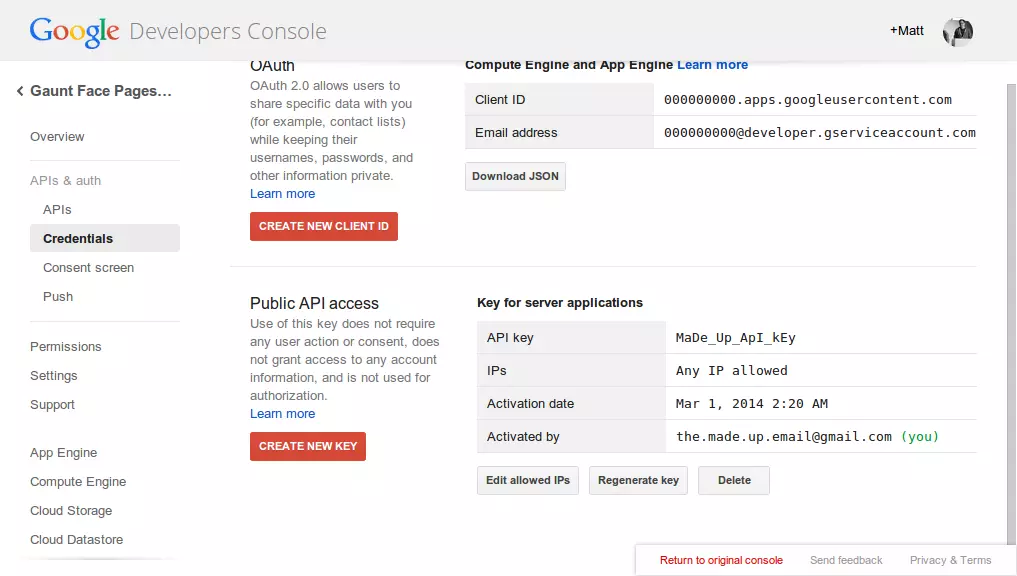 Google Developers Console
+Matt
Gaunt Face Pages…
Overview
APIs & auth
APIs
Credentials
Consent screen
Push
Permissions
Settings
Support
App Engine
Compute Engine
Cloud Storage
Cloud Datastore
OAuth
OAuth 2.0 allows users to
share specific data with you
(for example, contact lists)
while keeping their
usernames, passwords, and
other information private.
Learn more
CREATE NEW CLIENT ID
Compute Engine and App Engine Learn more
Client ID 000000000.apps.googleusercontent.com
Email address 000000000@developer.gserviceaccount.com
Download JSON
Public API access
Use of this key does not require
any user action or consent, does
not grant access to any account
information, and is not used for
authorization.
Learn more
CREATE NEW KEY
Key for server applications
API key MaDe_Up_ApI_kEy
IPs Any IP allowed
Activation date Mar 1, 2014 2:20 AM
Activated by the.made.up.email@gmail.com (you)
Edit allowed IPs Regenerate key Delete
Return to original console Send feedback Privacy & Terms